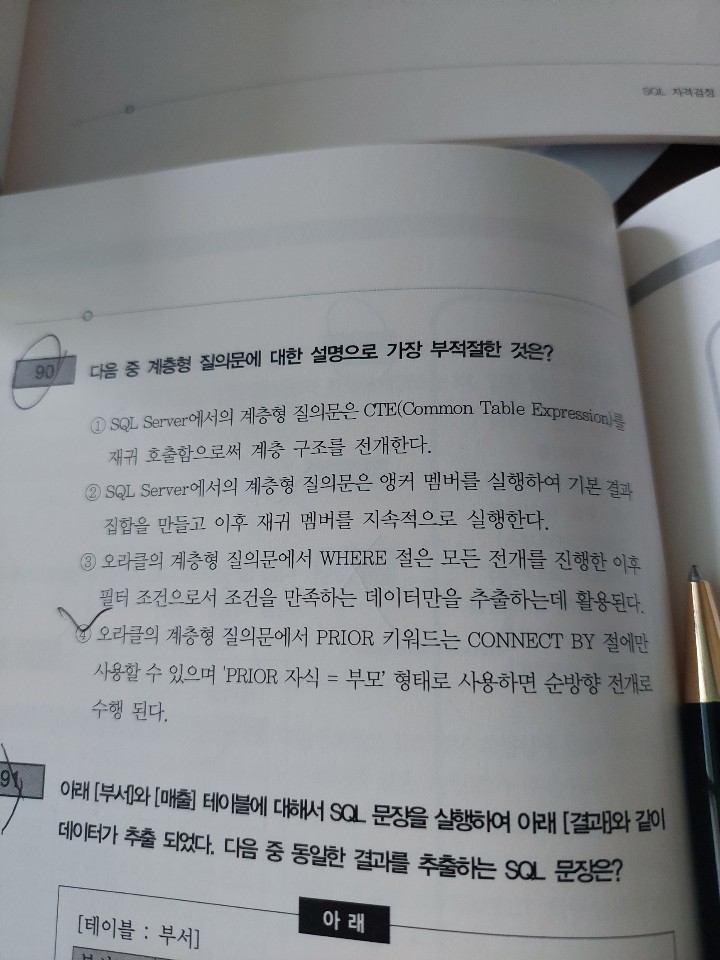 SQL 자격검정
90 다음 중 계층형 질의문에 대한 설명으로 가장 부적절한 것은?
① SQL Server에서의 계층형 질의문은 CTE(Common Table Expression)를
재귀 호출함으로써 계층 구조를 전개한다.
② SQL Server에서의 계층형 질의문은 앵커 멤버를 실행하여 기본 결과
집합을 만들고 이후 재귀 멤버를 지속적으로 실행한다.
③ 오라클의 계층형 질의문에서 WHERE 절은 모든 전개를 진행한 이후
필터 조건으로서 조건을 만족하는 데이터만을 추출하는데 활용된다.
④ 오라클의 계층형 질의문에서 PRIOR 키워드는 CONNECT BY 절에만
사용할 수 있으며 'PRIOR 자식 = 부모' 형태로 사용하면 순방향 전개로
수행 된다.
91 아래 [부서]와 [매출] 테이블에 대해서 SQL 문장을 실행하여 아래 [결과]와 같이
데이터가 추출 되었다. 다음 중 동일한 결과를 추출하는 SQL 문장은?
아 래
[테이블 : 부서]